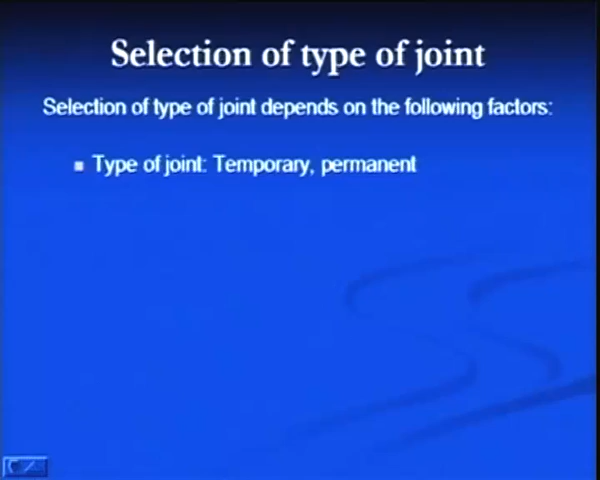 Selection of type of joint
Selection of type of joint depends on the following factors:
Type of joint: Temporary, permanent